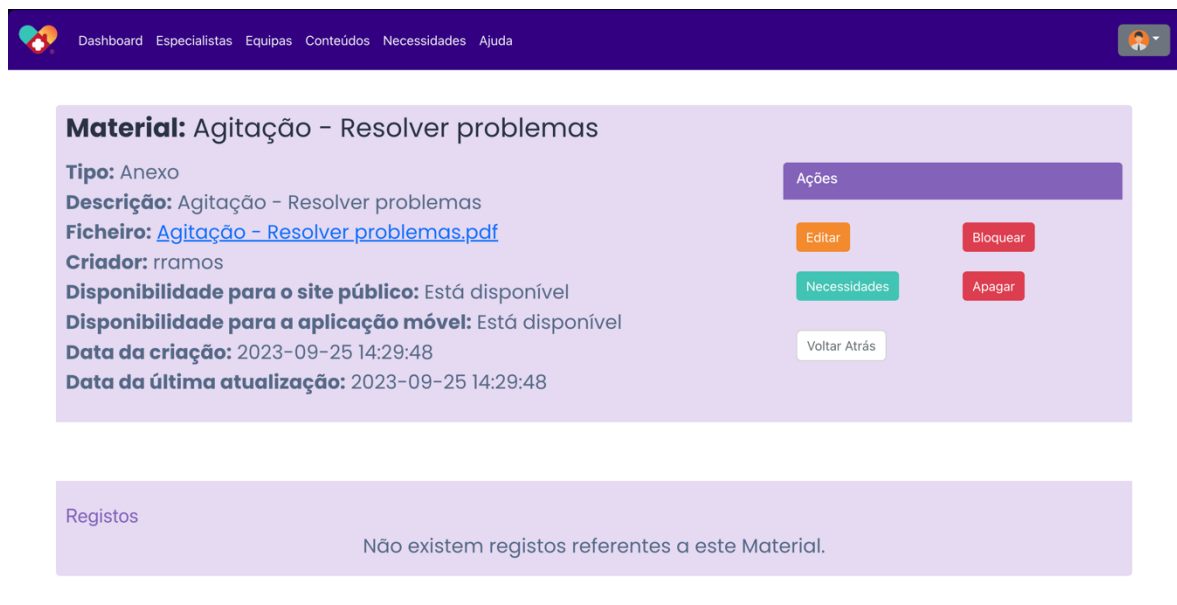 Dashboard Especialistas Equipas Conteúdos Necessidades Ajuda
Material: Agitação - Resolver problemas
Tipo: Anexo
Descrição: Agitação - Resolver problemas
Ficheiro: Agitação - Resolver problemas.pdf
Criador: rramos
Disponibilidade para o site público: Está disponível
Disponibilidade para a aplicação móvel: Está disponível
Data da criação: 2023-09-25 14:29:48
Data da última atualização: 2023-09-25 14:29:48
Ações
Editar Bloquear
Necessidades Apagar
Voltar Atrás
Registos
Não existem registos referentes a este Material.